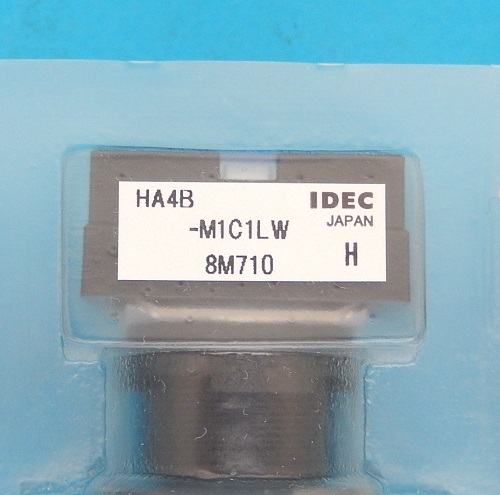 HA4B IDEC
JAPAN
-M1C1LW
8M710 H